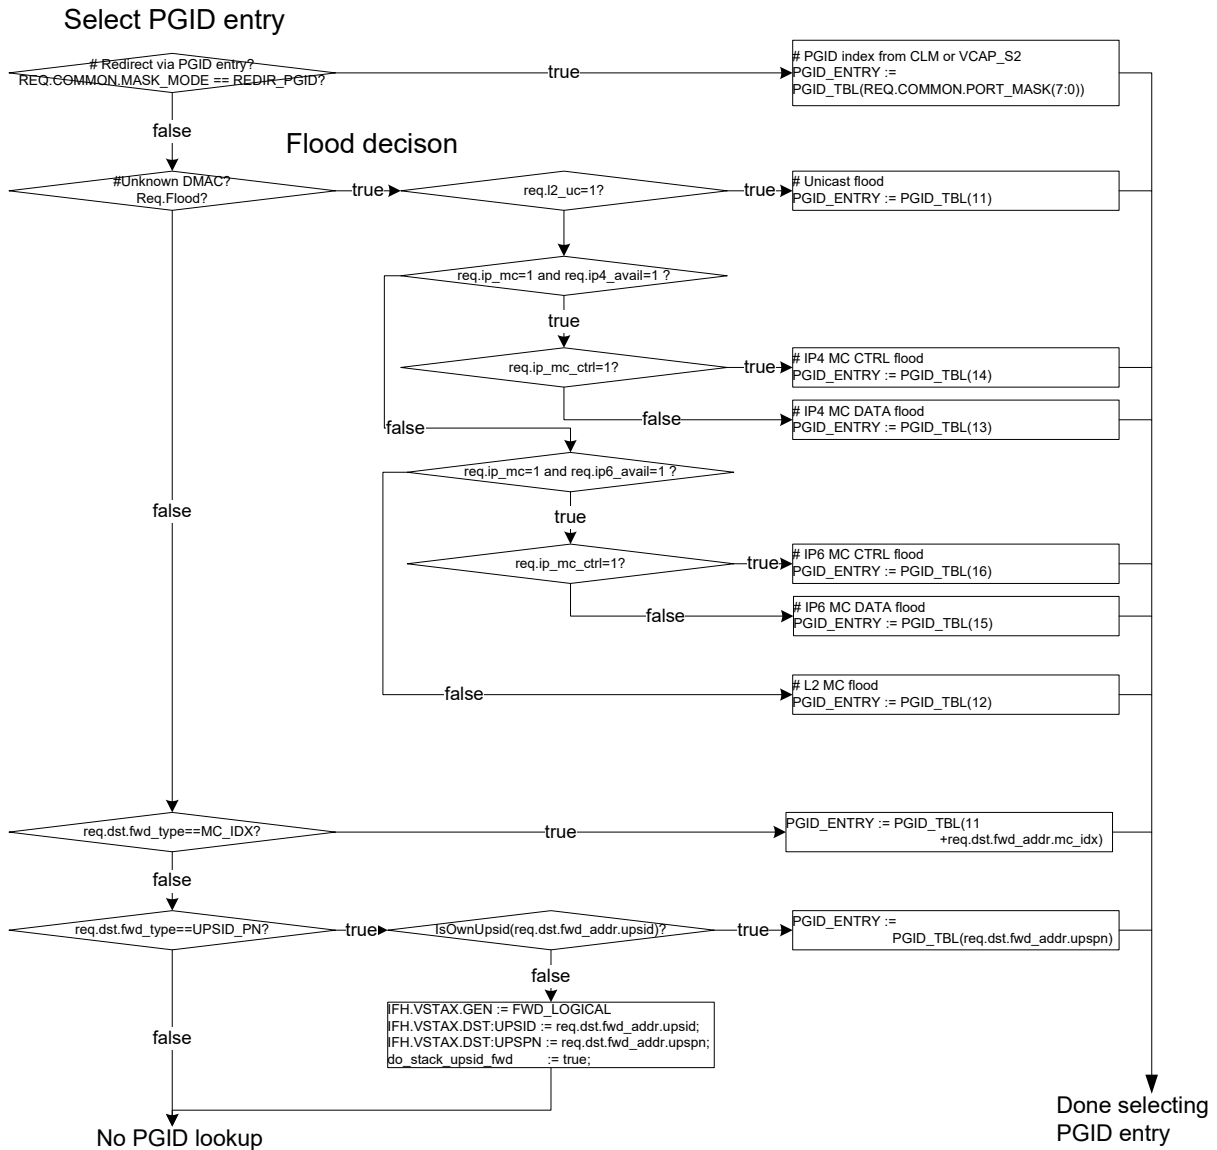 Select PGID entry
# Redirect via PGID entry?
REQ.COMMON.MASK_MODE == REDIR_PGID?
true
# PGID index from CLM or VCAP_S2
PGID_ENTRY :=
PGID_TBL(REQ.COMMON.PORT_MASK(7:0))
false
Flood decison
#Unknown DMAC?
Req.Flood?
true
req.l2_uc=1?
true
# Unicast flood
PGID_ENTRY := PGID_TBL(11)
req.ip_mc=1 and req.ip4_avail=1 ?
true
req.ip_mc_ctrl=1?
true
# IP4 MC CTRL flood
PGID_ENTRY := PGID_TBL(14)
false
# IP4 MC DATA flood
PGID_ENTRY := PGID_TBL(13)
false
req.ip_mc=1 and req.ip6_avail=1 ?
false
true
req.ip_mc_ctrl=1?
true
# IP6 MC CTRL flood
PGID_ENTRY := PGID_TBL(16)
false
# IP6 MC DATA flood
PGID_ENTRY := PGID_TBL(15)
false
# L2 MC flood
PGID_ENTRY := PGID_TBL(12)
req.dst.fwd_type==MC_IDX?
true
PGID_ENTRY := PGID_TBL(11
+req.dst.fwd_addr.mc_idx)
false
req.dst.fwd_type==UPSID_PN?
true
IsOwnUpsid(req.dst.fwd_addr.upsid)?
true
PGID_ENTRY :=
PGID_TBL(req.dst.fwd_addr.upspn)
false
IFH.VSTAX.GEN := FWD_LOGICAL
IFH.VSTAX.DST:UPSID := req.dst.fwd_addr.upsid;
IFH.VSTAX.DST:UPSPN := req.dst.fwd_addr.upspn;
do_stack_upsid_fwd := true;
false
No PGID lookup
Done selecting
PGID entry